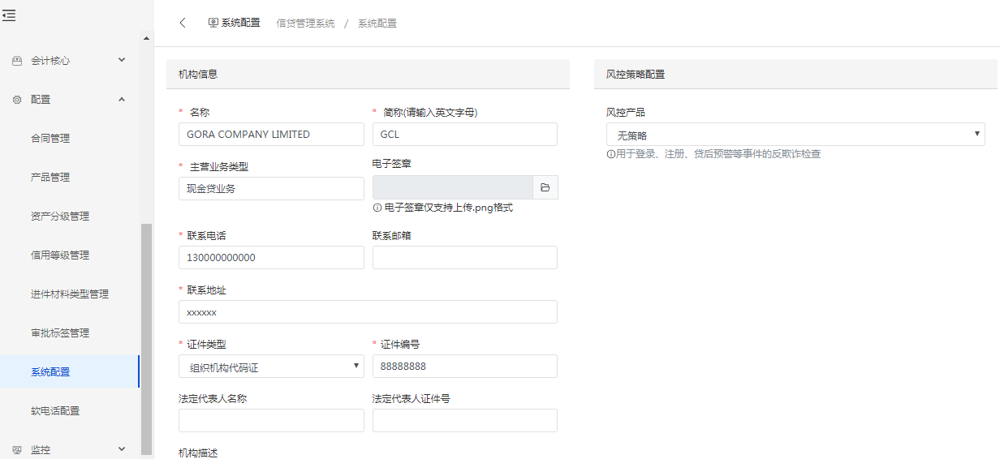 系统配置 信贷管理系统 / 系统配置
会计核心
配置
合同管理
产品管理
资产分级管理
信用等级管理
进件材料类型管理
审批标签管理
系统配置
软电话配置
监控
机构信息
* 名称
GORA COMPANY LIMITED
* 简称(请输入英文字母)
GCL
* 主营业务类型
现金贷业务
电子签章
电子签章仅支持上传.png格式
* 联系电话
130000000000
联系邮箱
* 联系地址
xxxxxx
* 证件类型
组织机构代码证
* 证件编号
88888888
法定代表人名称
法定代表人证件号
机构描述
风控策略配置
风控产品
无策略
用于登录、注册、贷后预警等事件的反欺诈检查